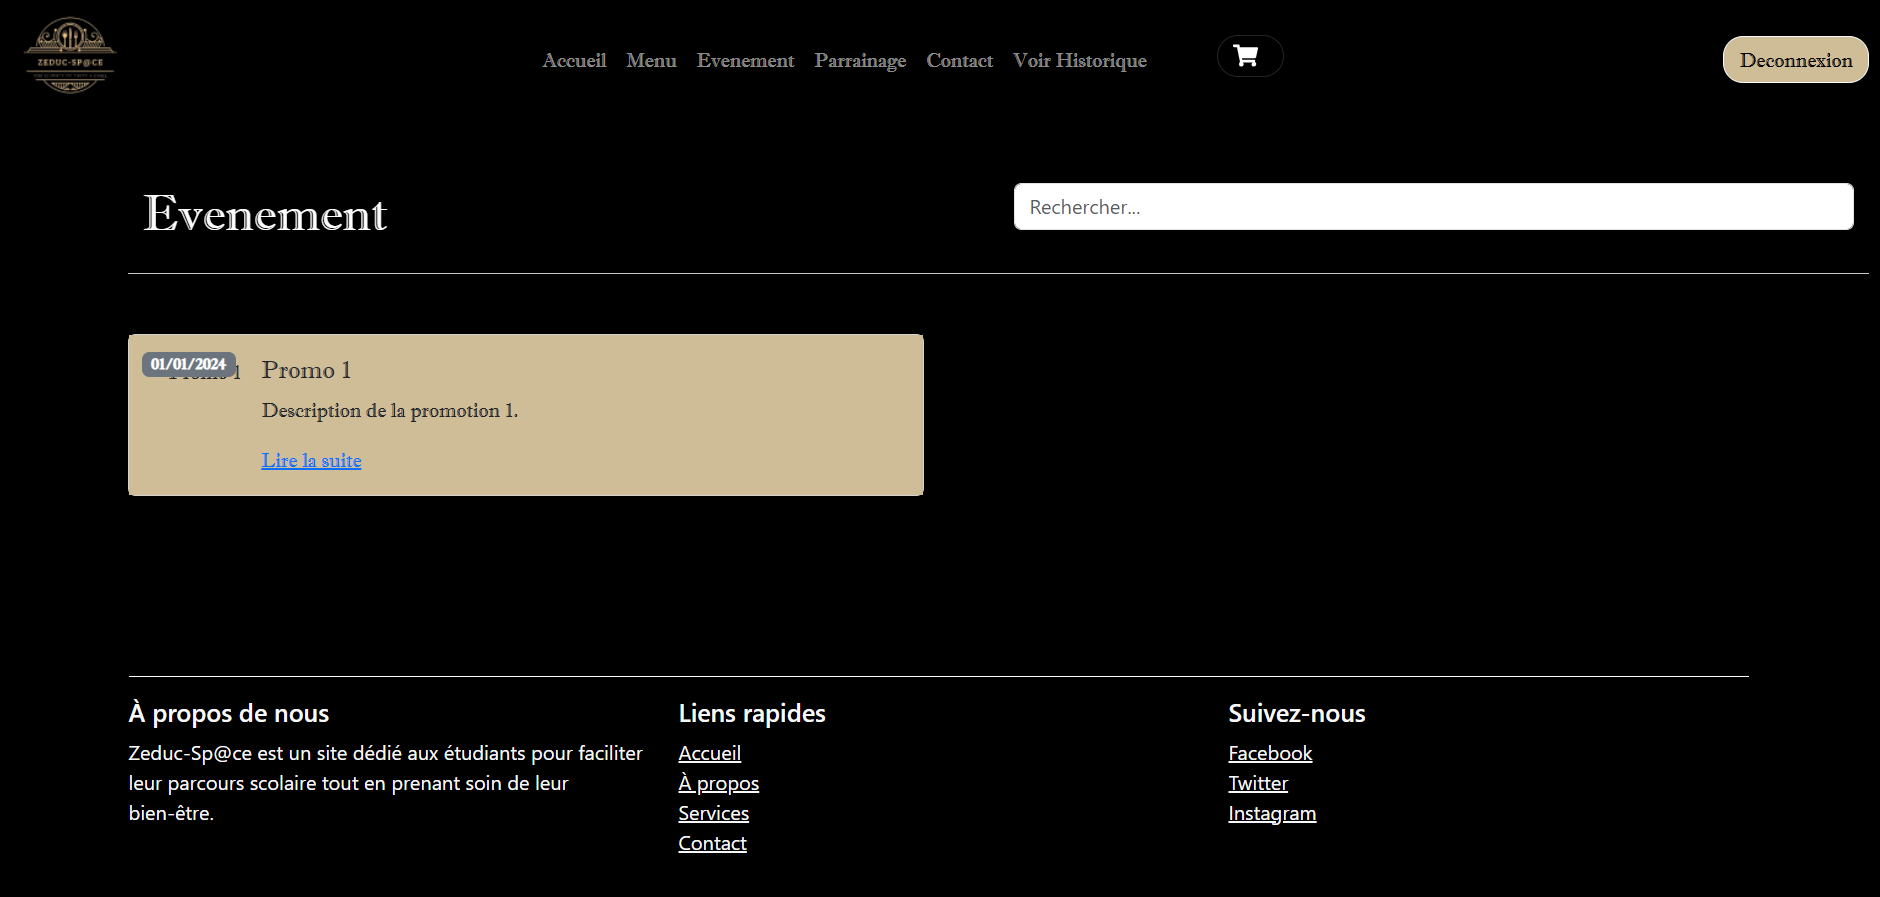 ZEDUC-SP@CE
Accueil Menu Evenement Parrainage Contact Voir Historique
Deconnexion
Evenement
Rechercher...
01/01/2024
Promo 1
Description de la promotion 1.
Lire la suite
À propos de nous
Zeduc-Sp@ce est un site dédié aux étudiants pour faciliter
leur parcours scolaire tout en prenant soin de leur
bien-être.
Liens rapides
Accueil
À propos
Services
Contact
Suivez-nous
Facebook
Twitter
Instagram